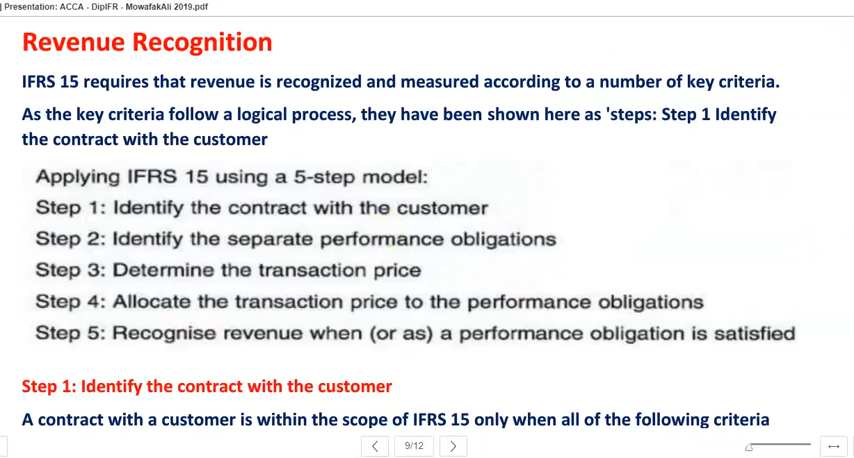 | Presentation: ACCA - DipIFR - MowafakAli 2019.pdf
Revenue Recognition
IFRS 15 requires that revenue is recognized and measured according to a number of key criteria.
As the key criteria follow a logical process, they have been shown here as 'steps: Step 1 Identify
the contract with the customer
Applying IFRS 15 using a 5-step model:
Step 1: Identify the contract with the customer
Step 2: Identify the separate performance obligations
Step 3: Determine the transaction price
Step 4: Allocate the transaction price to the performance obligations
Step 5: Recognise revenue when (or as) a performance obligation is satisfied
Step 1: Identify the contract with the customer
A contract with a customer is within the scope of IFRS 15 only when all of the following criteria
9/12